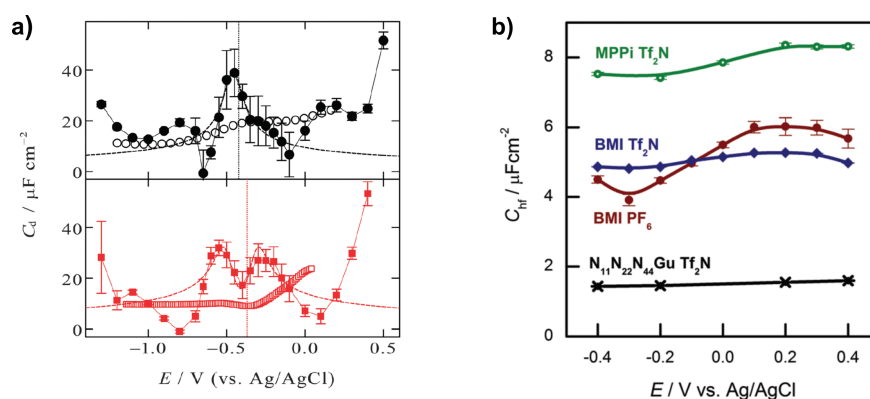 a)
40
20
0
40
20
0
C_d / μF cm⁻²
−1.0
−0.5
0.0
0.5
E / V (vs. Ag/AgCl)
b)
8
6
4
2
0
C_hf / μFcm⁻²
MPPi Tf₂N
BMI Tf₂N
BMI PF₆
N₁₁N₂₂N₄₄Gu Tf₂N
-0.4
-0.2
0.0
0.2
0.4
E / V vs. Ag/AgCl